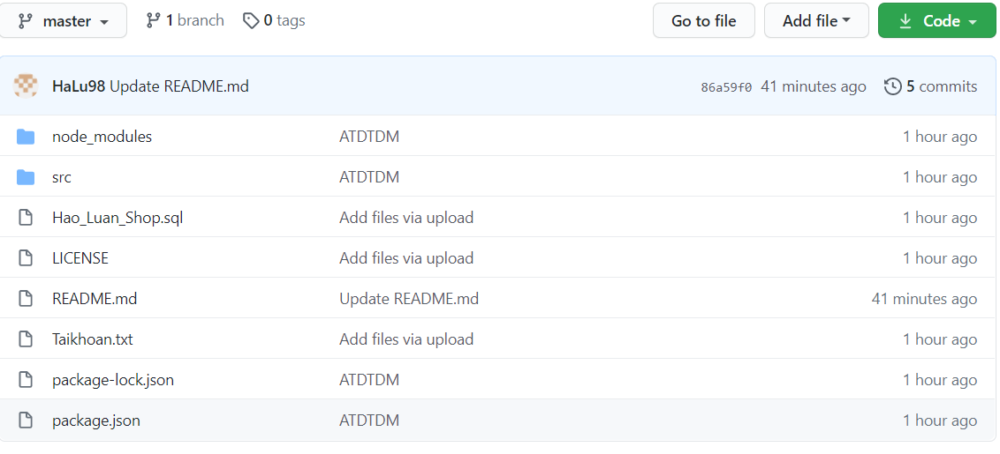 master 1 branch 0 tags Go to file Add file Code
HaLu98 Update README.md 86a59f0 41 minutes ago 5 commits
node_modules ATDTDM 1 hour ago
src ATDTDM 1 hour ago
Hao_Luan_Shop.sql Add files via upload 1 hour ago
LICENSE Add files via upload 1 hour ago
README.md Update README.md 41 minutes ago
Taikhoan.txt Add files via upload 1 hour ago
package-lock.json ATDTDM 1 hour ago
package.json ATDTDM 1 hour ago